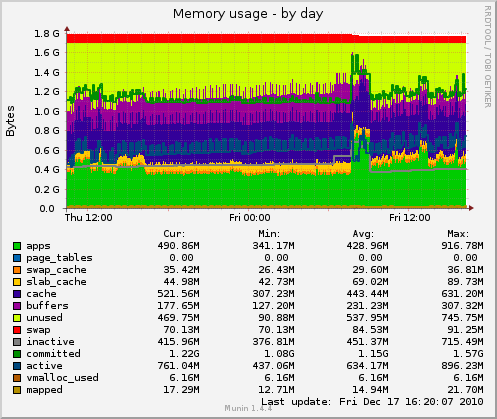 Memory usage - by day
RRDTOOL / TOBI OETIKER
Bytes
1.8 G
1.6 G
1.4 G
1.2 G
1.0 G
0.8 G
0.6 G
0.4 G
0.2 G
0.0
Thu 12:00 Fri 00:00 Fri 12:00
Cur: Min: Avg: Max:
apps 490.86M 341.17M 428.96M 916.78M
page_tables 0.00 0.00 0.00 0.00
swap_cache 35.42M 26.43M 29.60M 36.81M
slab_cache 44.98M 42.73M 69.02M 89.73M
cache 521.56M 307.23M 443.44M 631.20M
buffers 177.65M 127.20M 231.23M 307.32M
unused 469.75M 90.88M 537.95M 745.75M
swap 70.13M 70.13M 84.53M 91.25M
inactive 415.96M 376.81M 451.37M 715.49M
committed 1.22G 1.08G 1.15G 1.57G
active 761.04M 437.06M 634.17M 896.23M
vmalloc_used 6.16M 6.16M 6.16M 6.16M
mapped 17.29M 12.71M 14.94M 21.70M
Last update: Fri Dec 17 16:20:07 2010
Munin 1.4.4